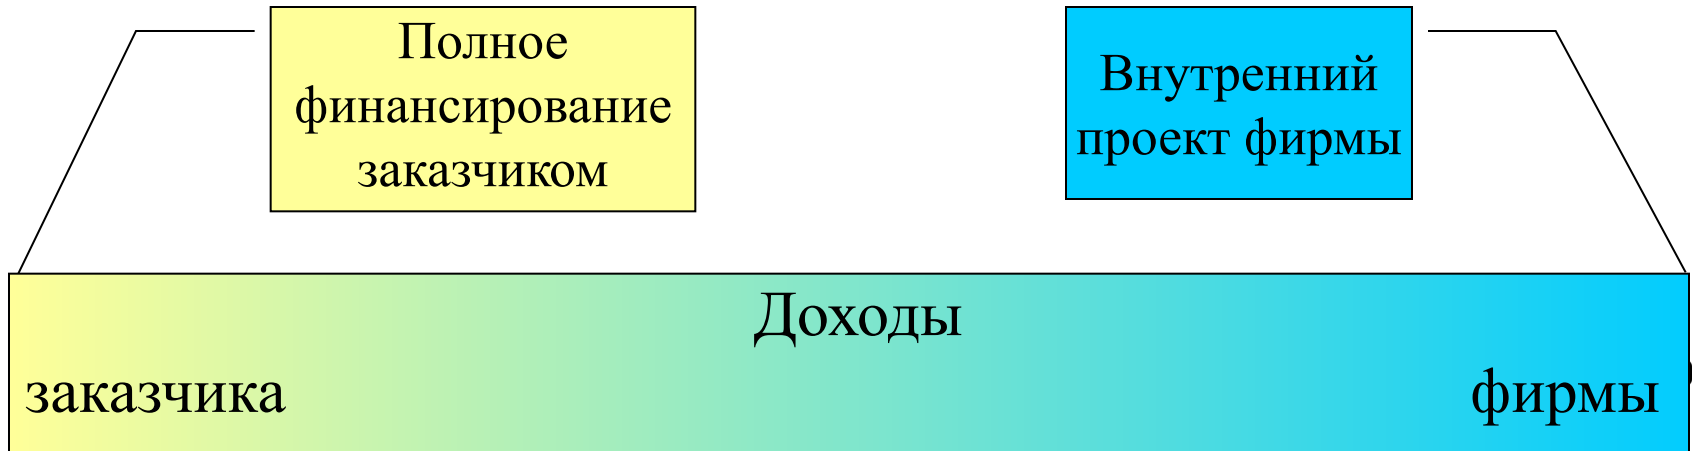 Полное
финансирование
заказчиком
Внутренний
проект фирмы
Доходы
заказчика фирмы